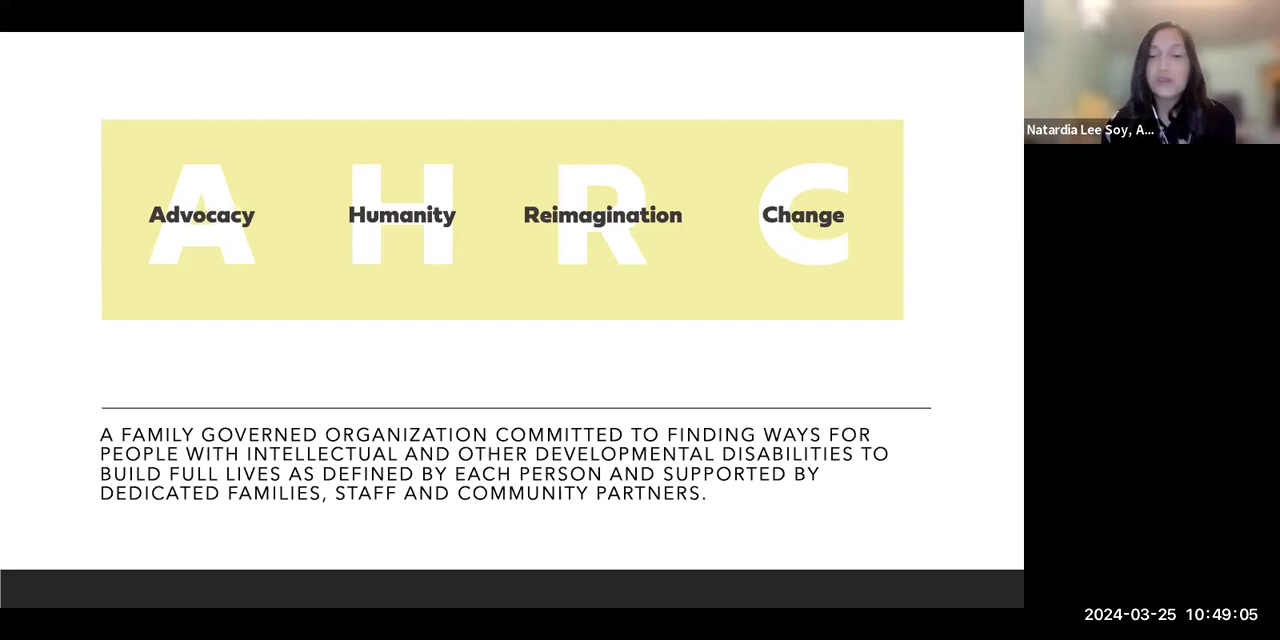 A H R C
Advocacy Humanity Reimagination Change
A FAMILY GOVERNED ORGANIZATION COMMITTED TO FINDING WAYS FOR
PEOPLE WITH INTELLECTUAL AND OTHER DEVELOPMENTAL DISABILITIES TO
BUILD FULL LIVES AS DEFINED BY EACH PERSON AND SUPPORTED BY
DEDICATED FAMILIES, STAFF AND COMMUNITY PARTNERS.
Natardia Lee Soy, A...
2024-03-25 10:49:05